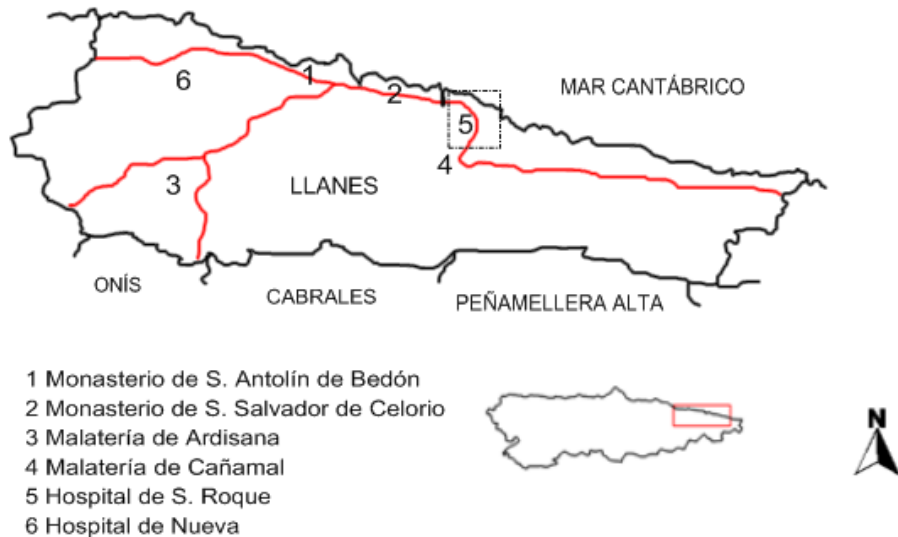 6
1
2
MAR CANTÁBRICO
5
4
3
LLANES
ONÍS
CABRALES
PEÑAMELLERA ALTA
1 Monasterio de S. Antolín de Bedón
2 Monasterio de S. Salvador de Celorio
3 Malatería de Ardisana
4 Malatería de Cañamal
5 Hospital de S. Roque
6 Hospital de Nueva
N